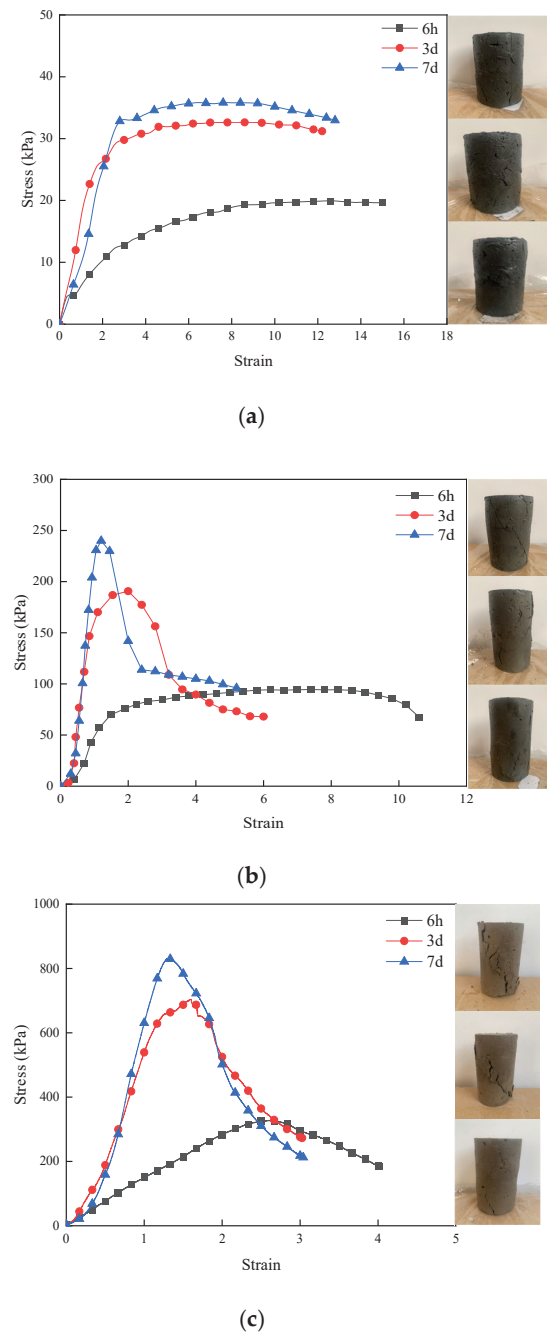 50
40
30
20
10
0
Stress (kPa)
6h
3d
7d
0 2 4 6 8 10 12 14 16 18
Strain
(a)
300
250
200
150
100
50
0
Stress (kPa)
6h
3d
7d
0 2 4 6 8 10 12
Strain
(b)
1000
800
600
400
200
0
Stress (kPa)
6h
3d
7d
0 1 2 3 4 5
Strain
(c)